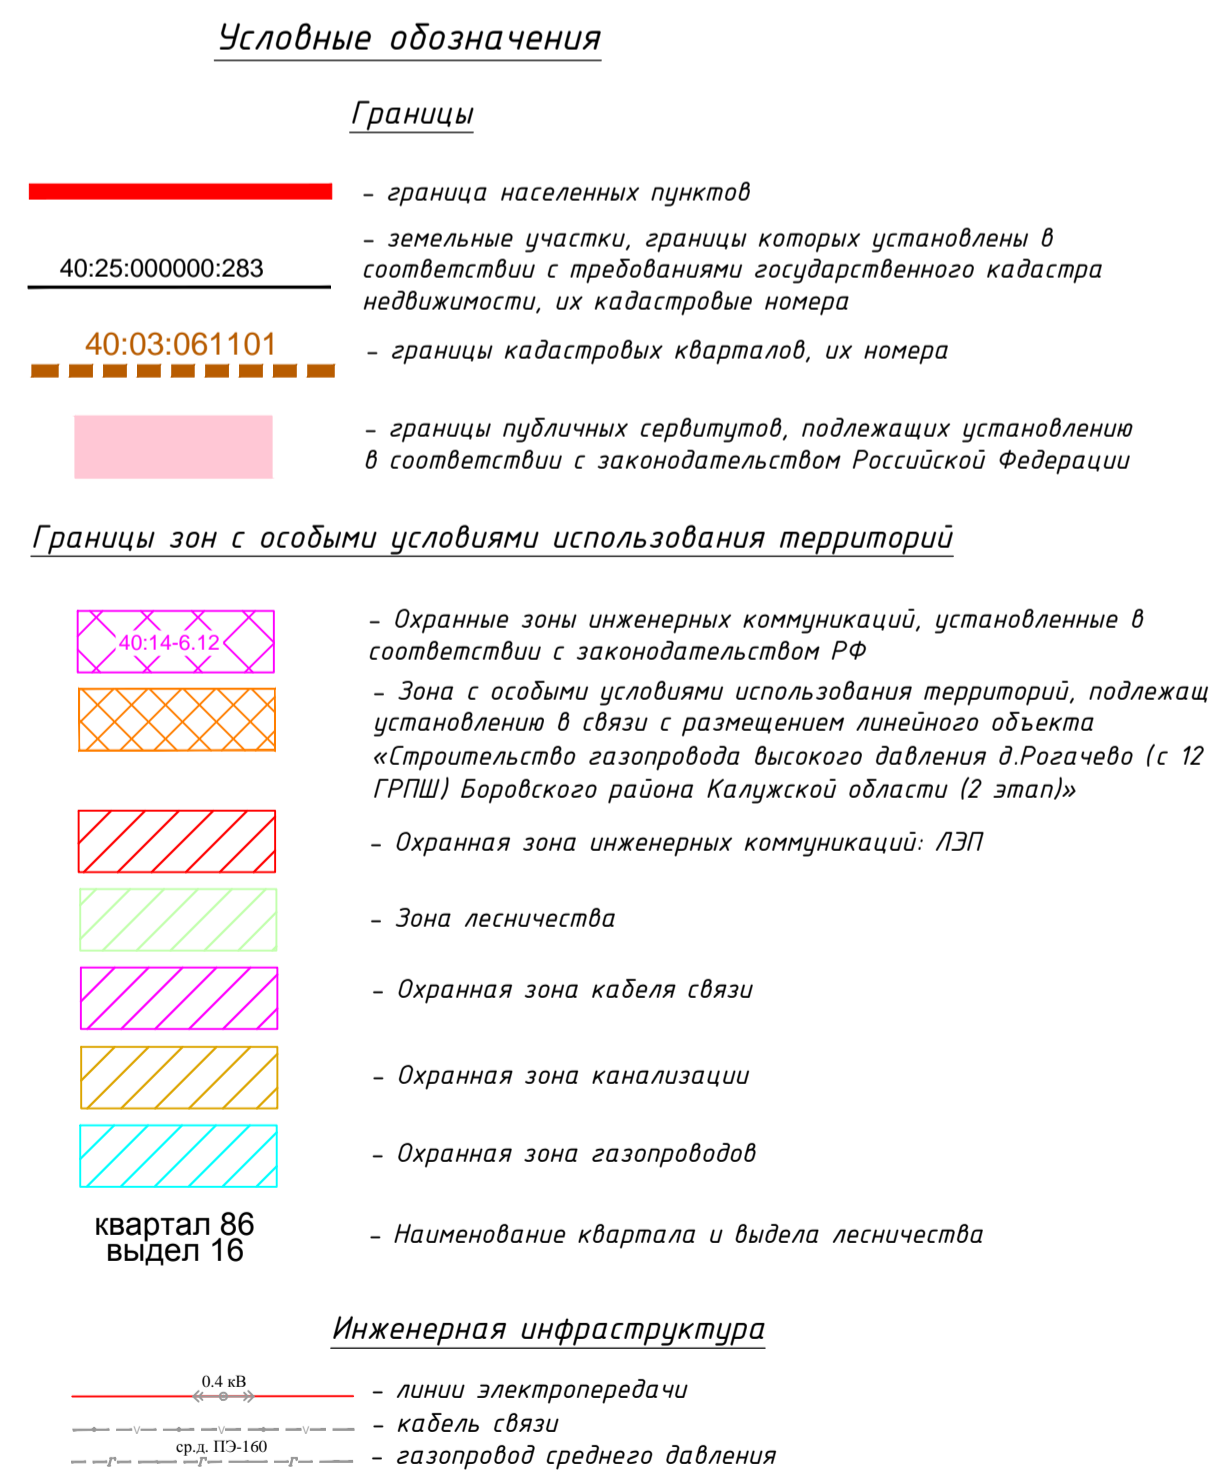 Условные обозначения
Границы
- граница населенных пунктов
40:25:000000:283
- земельные участки, границы которых установлены в
соответствии с требованиями государственного кадастра
недвижимости, их кадастровые номера
40:03:061101
- границы кадастровых кварталов, их номера
- границы публичных сервитутов, подлежащих установлению
в соответствии с законодательством Российской Федерации
Границы зон с особыми условиями использования территорий
40:14-6.12
- Охранные зоны инженерных коммуникаций, установленные в
соответствии с законодательством РФ
- Зона с особыми условиями использования территорий, подлежащ
установлению в связи с размещением линейного объекта
«Строительство газопровода высокого давления д.Рогачево (с 12
ГРПШ) Боровского района Калужской области (2 этап)»
- Охранная зона инженерных коммуникаций: ЛЭП
- Зона лесничества
- Охранная зона кабеля связи
- Охранная зона канализации
- Охранная зона газопроводов
квартал 86
выдел 16
- Наименование квартала и выдела лесничества
Инженерная инфраструктура
0.4 кВ
- линии электропередачи
- кабель связи
ср.д. ПЭ-160
- газопровод среднего давления